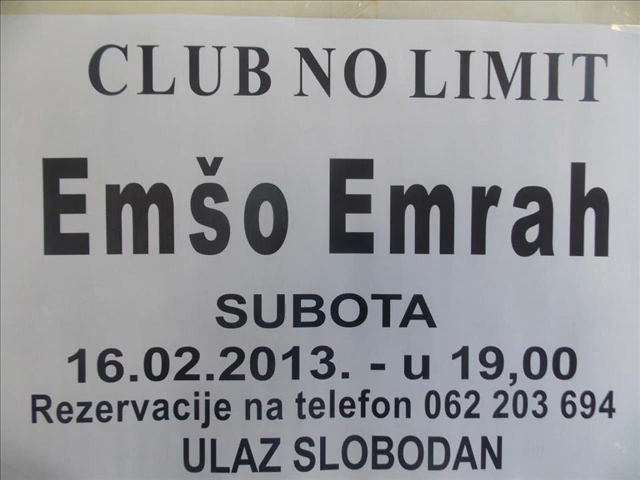 CLUB NO LIMIT
Emšo Emrah
SUBOTA
16.02.2013. - u 19,00
Rezervacije na telefon 062 203 694
ULAZ SLOBODAN